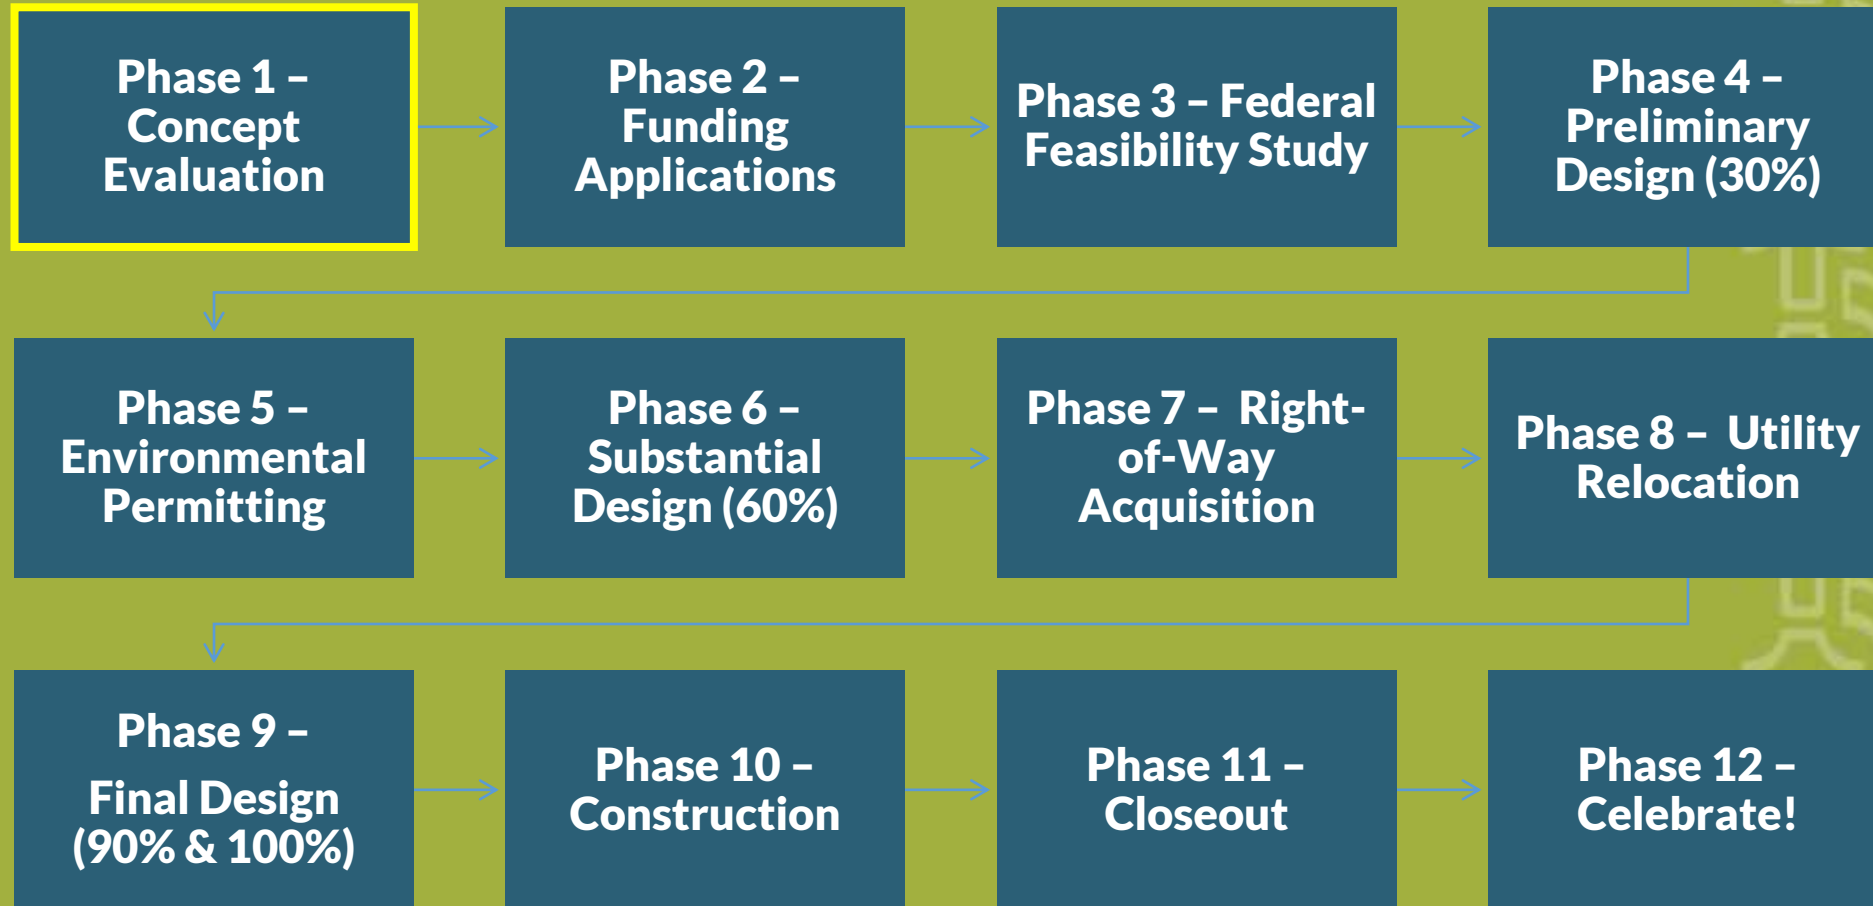 Phase 1 –
Concept
Evaluation
Phase 2 –
Funding
Applications
Phase 3 – Federal
Feasibility Study
Phase 4 –
Preliminary
Design (30%)
Phase 5 –
Environmental
Permitting
Phase 6 –
Substantial
Design (60%)
Phase 7 – Right-
of-Way
Acquisition
Phase 8 – Utility
Relocation
Phase 9 –
Final Design
(90% & 100%)
Phase 10 –
Construction
Phase 11 –
Closeout
Phase 12 –
Celebrate!